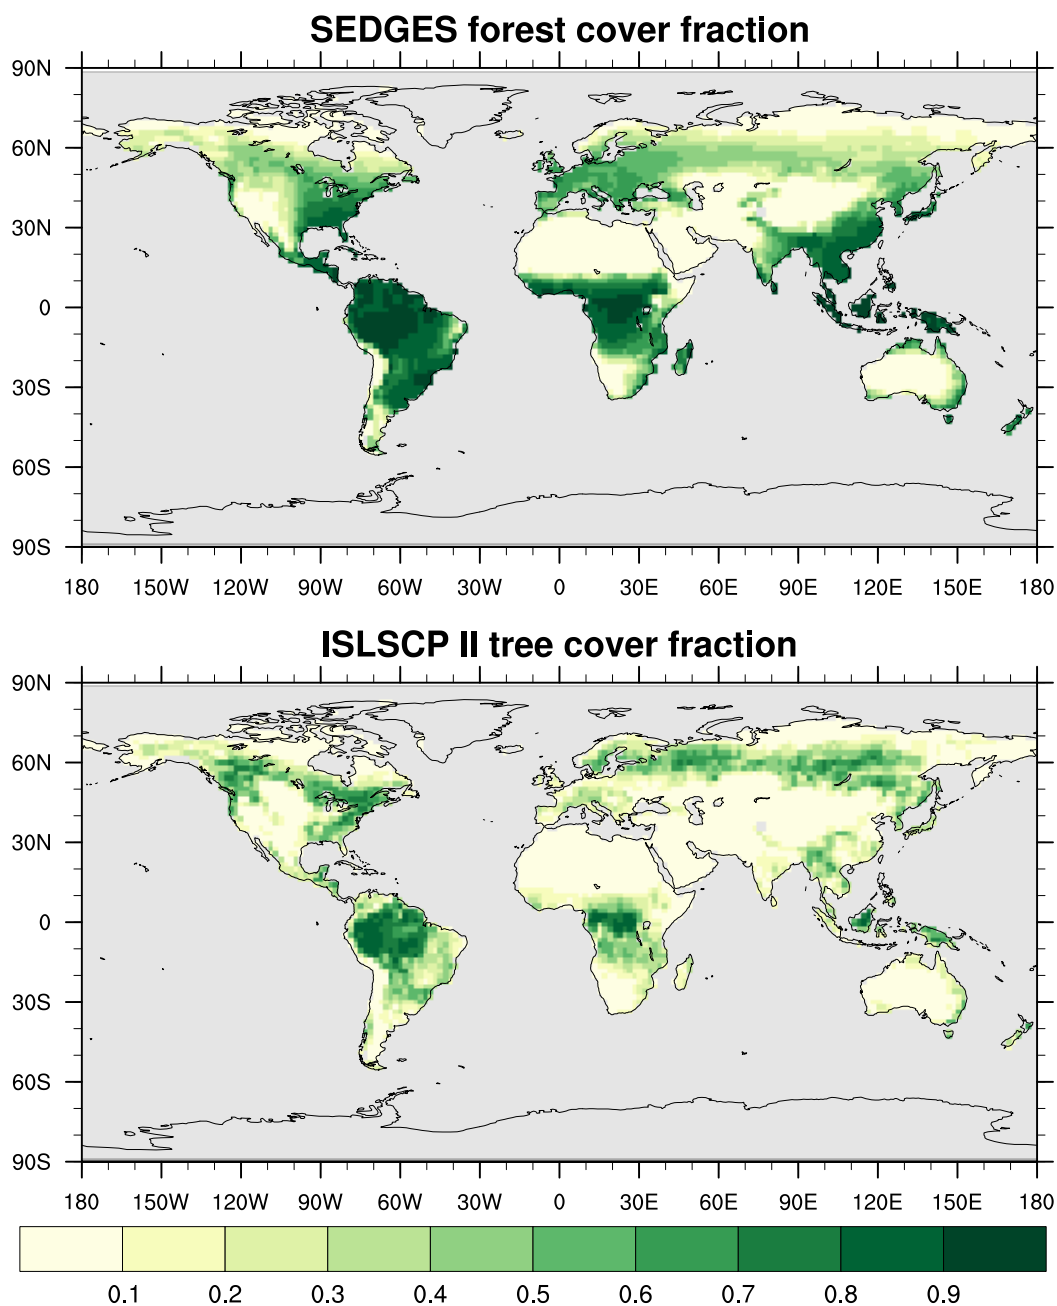 SEDGES forest cover fraction
90N
60N
30N
0
30S
60S
90S
180 150W 120W 90W 60W 30W 0 30E 60E 90E 120E 150E 180
ISLSCP II tree cover fraction
90N
60N
30N
0
30S
60S
90S
180 150W 120W 90W 60W 30W 0 30E 60E 90E 120E 150E 180
0.1 0.2 0.3 0.4 0.5 0.6 0.7 0.8 0.9